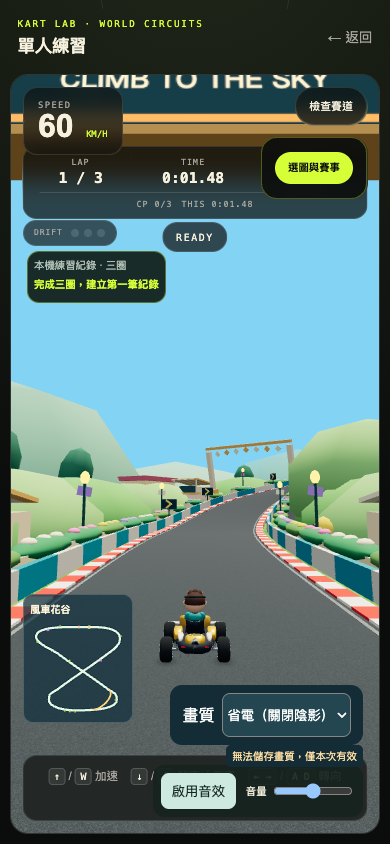 KART LAB · WORLD CIRCUITS
單人練習
← 返回
CLIMB TO THE SKY
SPEED
60 KM/H
檢查賽道
LAP
1 / 3
TIME
0:01.48
選圖與賽事
CP 0/3 THIS 0:01.48
DRIFT
READY
本機練習紀錄 · 三圈
完成三圈，建立第一筆紀錄
風車花谷
畫質
省電（關閉陰影）
無法儲存畫質，僅本次有效
↑ / W 加速 ↓ /
啟用音效
音量